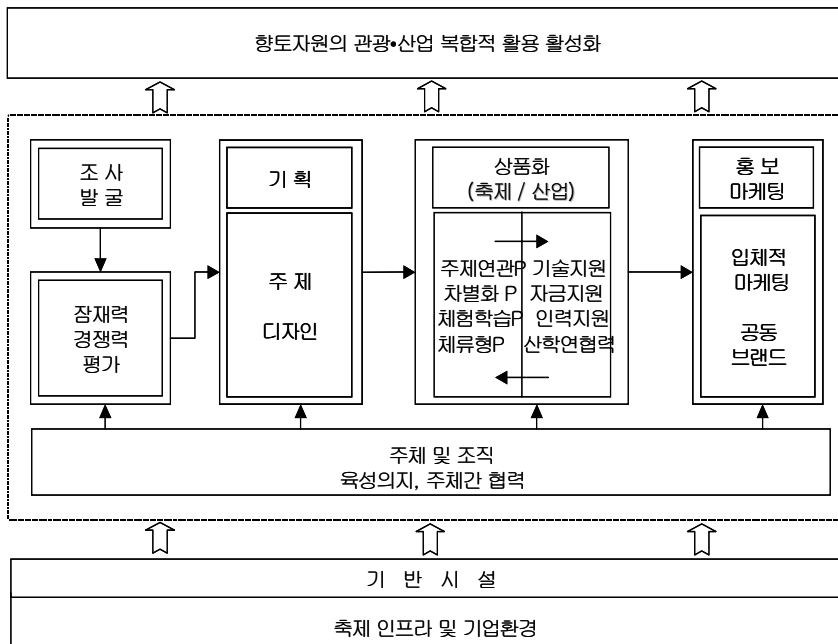 향토자원의 관광•산업 복합적 활용 활성화
조 사
발 굴
잠재력
경쟁력
평가
기 획
주 제
디자인
상품화
(축제 / 산업)
주제연관P
차별화 P
체험학습P
체류형P
기술지원
자금지원
인력지원
산학연협력
홍 보
마케팅
입체적
마케팅
공동
브랜드
주체 및 조직
육성의지, 주체간 협력
기 반 시 설
축제 인프라 및 기업환경